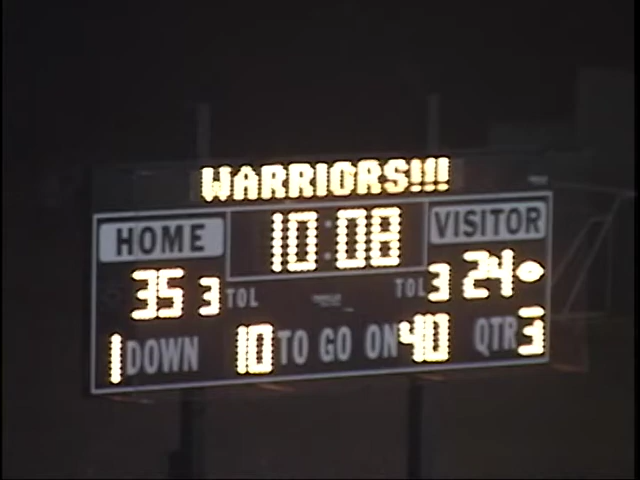 WARRIORS!!!
HOME 10:08 VISITOR
35 3 TOL TOL 3 24
1 DOWN 10 TO GO ON 40 QTR 3